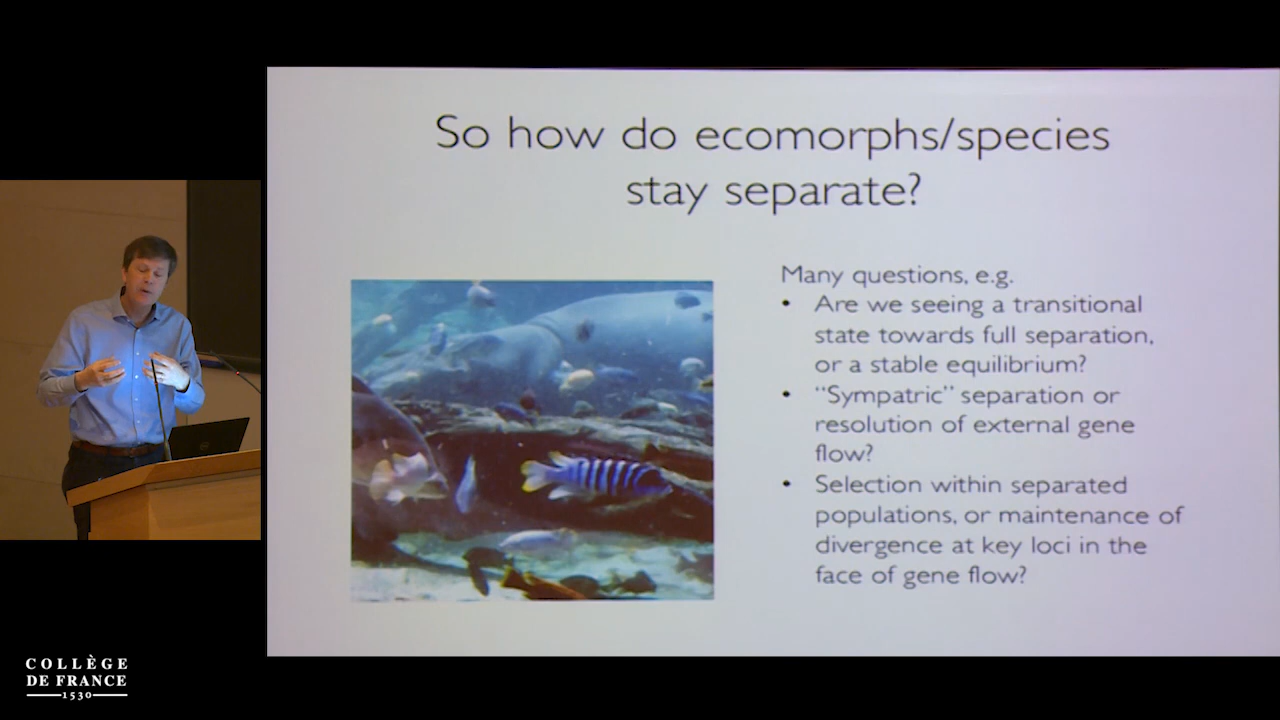 So how do ecomorphs/species
stay separate?
Many questions, e.g.
• Are we seeing a transitional
state towards full separation,
or a stable equilibrium?
• “Sympatric” separation or
resolution of external gene
flow?
• Selection within separated
populations, or maintenance of
divergence at key loci in the
face of gene flow?
COLLÈGE
DE FRANCE
1530